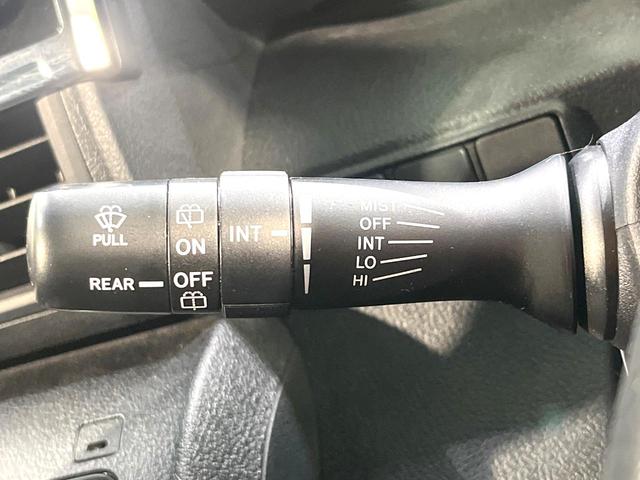 PULL
REAR
ON
OFF
INT
MIST
OFF
INT
LO
HI